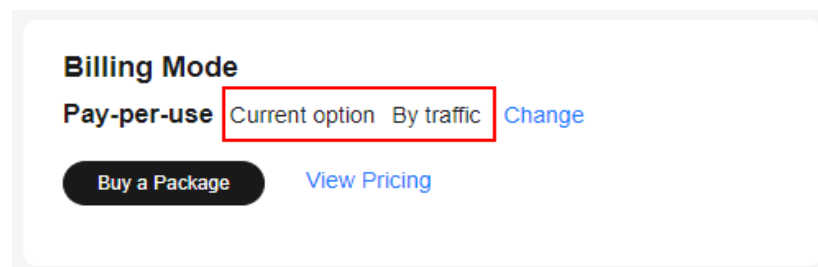 Billing Mode
Pay-per-use Current option By traffic Change
Buy a Package View Pricing